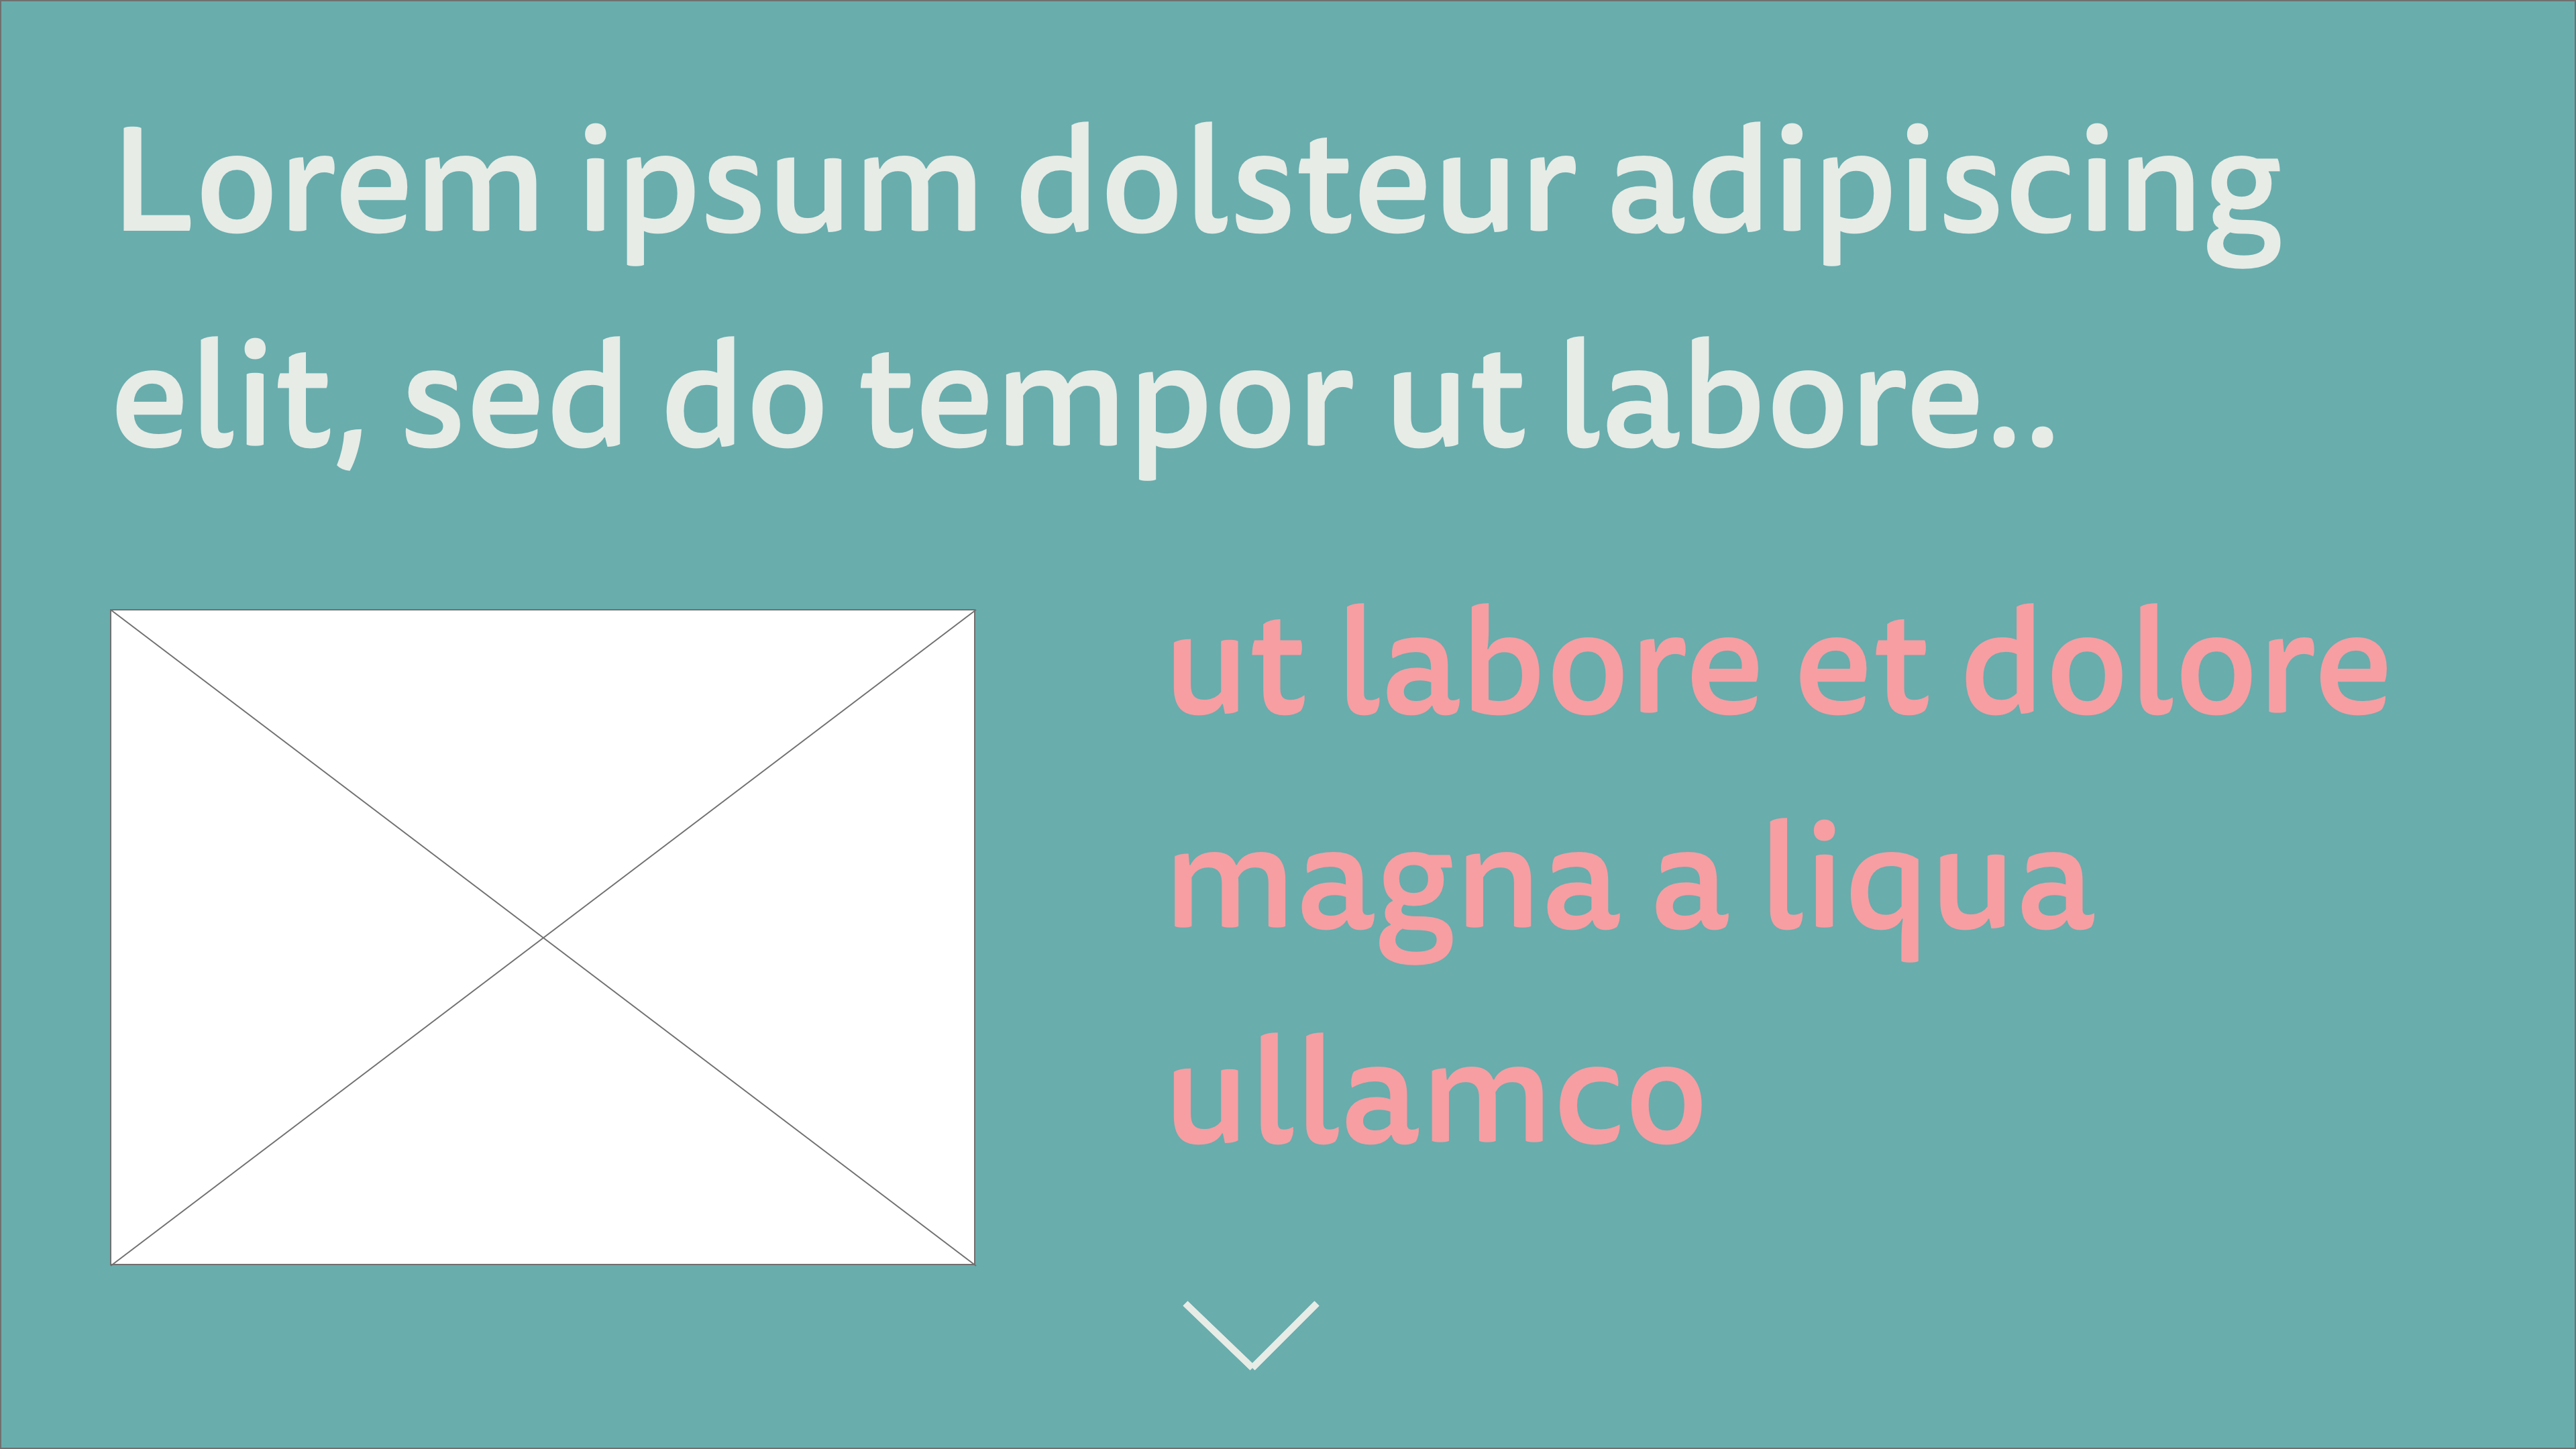 Lorem ipsum dolsteur adipiscing
elit, sed do tempor ut labore..
ut labore et dolore
magna a liqua
ullamco